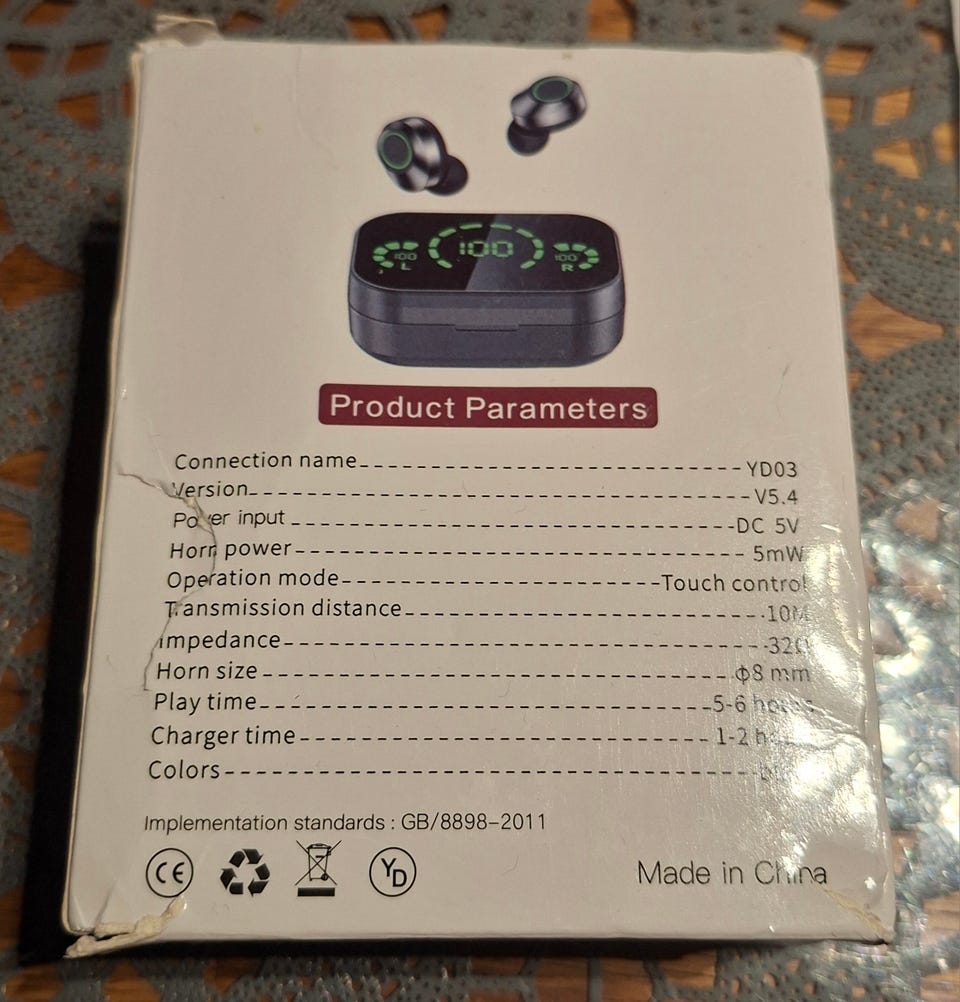 100 L
100
100 R
Product Parameters
Connection name YD03
Version V5.4
Power input DC 5V
Horn power 5mW
Operation mode Touch control
Transmission distance 10M
Impedance 32Ω
Horn size ф8 mm
Play time 5-6 hours
Charger time 1-2
Colors
Implementation standards : GB/8898-2011
CE
YD
Made in China